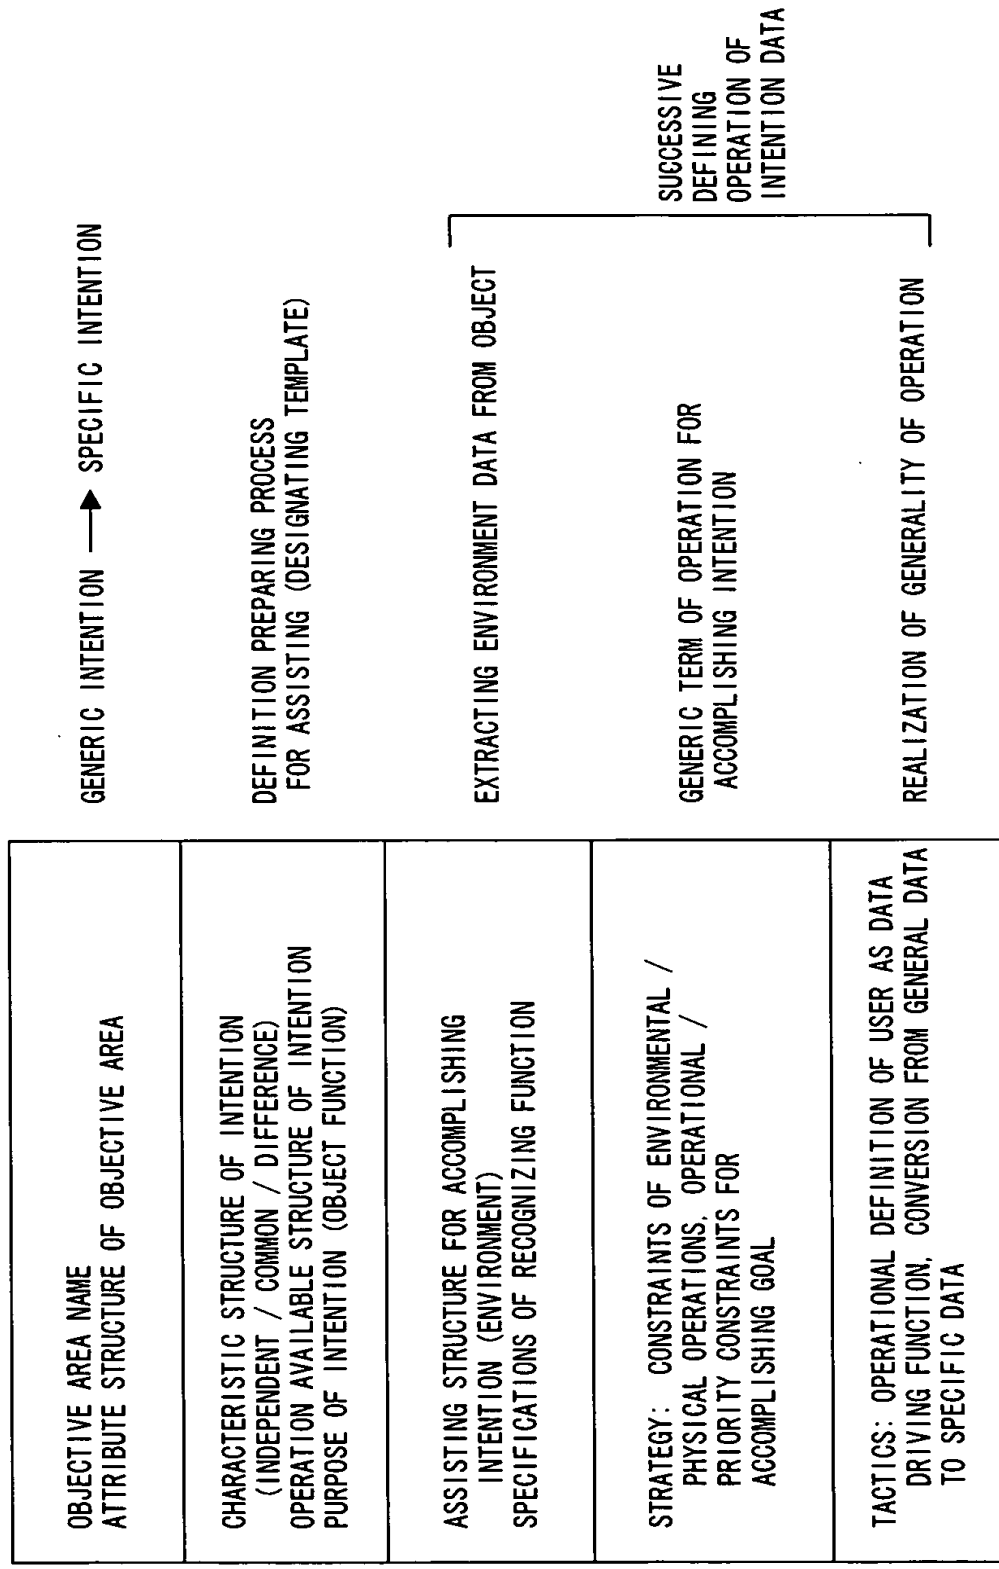 OBJECTIVE AREA NAME
ATTRIBUTE STRUCTURE OF OBJECTIVE AREA
GENERIC INTENTION → SPECIFIC INTENTION
CHARACTERISTIC STRUCTURE OF INTENTION
(INDEPENDENT / COMMON / DIFFERENCE)
OPERATION AVAILABLE STRUCTURE OF INTENTION
PURPOSE OF INTENTION (OBJECT FUNCTION)
DEFINITION PREPARING PROCESS
FOR ASSISTING (DESIGNATING TEMPLATE)
ASSISTING STRUCTURE FOR ACCOMPLISHING
INTENTION (ENVIRONMENT)
SPECIFICATIONS OF RECOGNIZING FUNCTION
EXTRACTING ENVIRONMENT DATA FROM OBJECT
STRATEGY: CONSTRAINTS OF ENVIRONMENTAL /
PHYSICAL OPERATIONS, OPERATIONAL /
PRIORITY CONSTRAINTS FOR
ACCOMPLISHING GOAL
GENERIC TERM OF OPERATION FOR
ACCOMPLISHING INTENTION
TACTICS: OPERATIONAL DEFINITION OF USER AS DATA
DRIVING FUNCTION, CONVERSION FROM GENERAL DATA
TO SPECIFIC DATA
REALIZATION OF GENERALITY OF OPERATION
SUCCESSIVE
DEFINING
OPERATION OF
INTENTION DATA